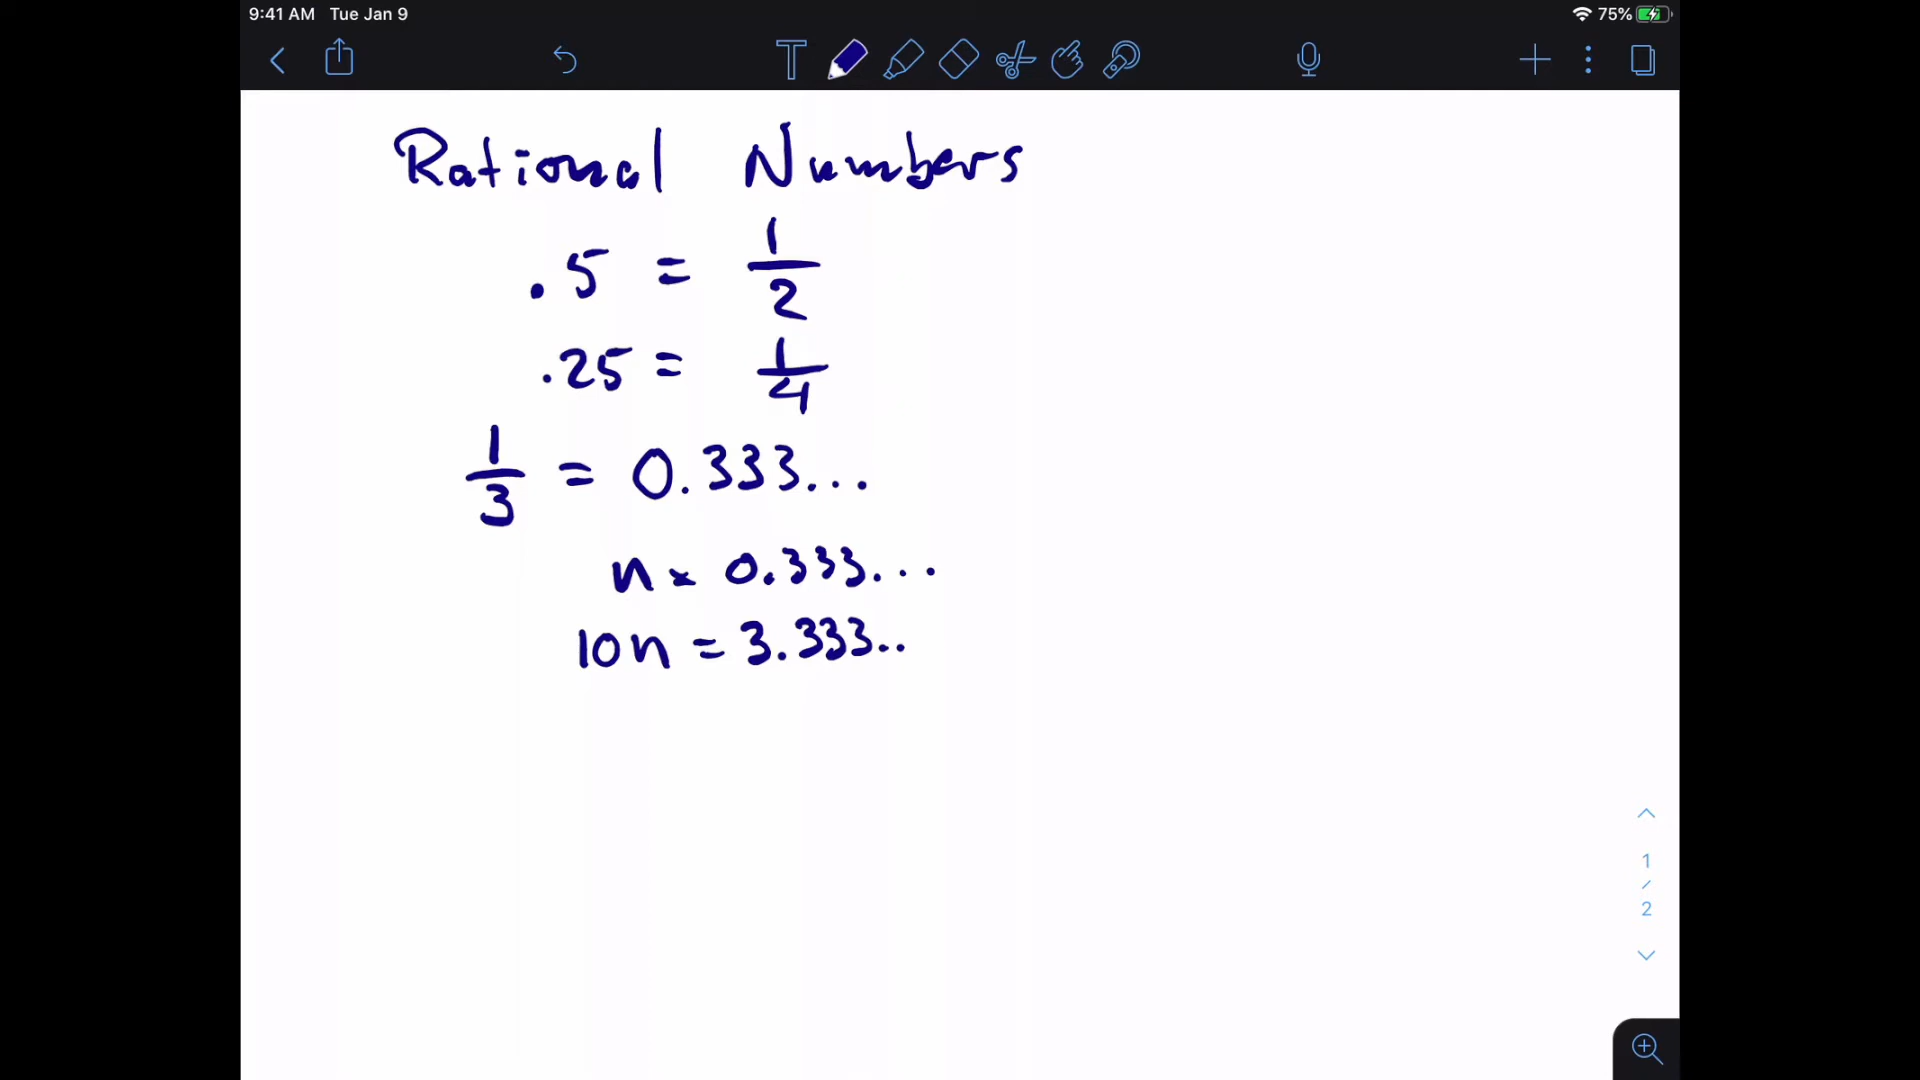 9:41 AM Tue Jan 9 75%
T
Rational Numbers
.5 = 1/2
.25 = 1/4
1/3 = 0.333...
n = 0.333...
10n = 3.333..
1
/
2